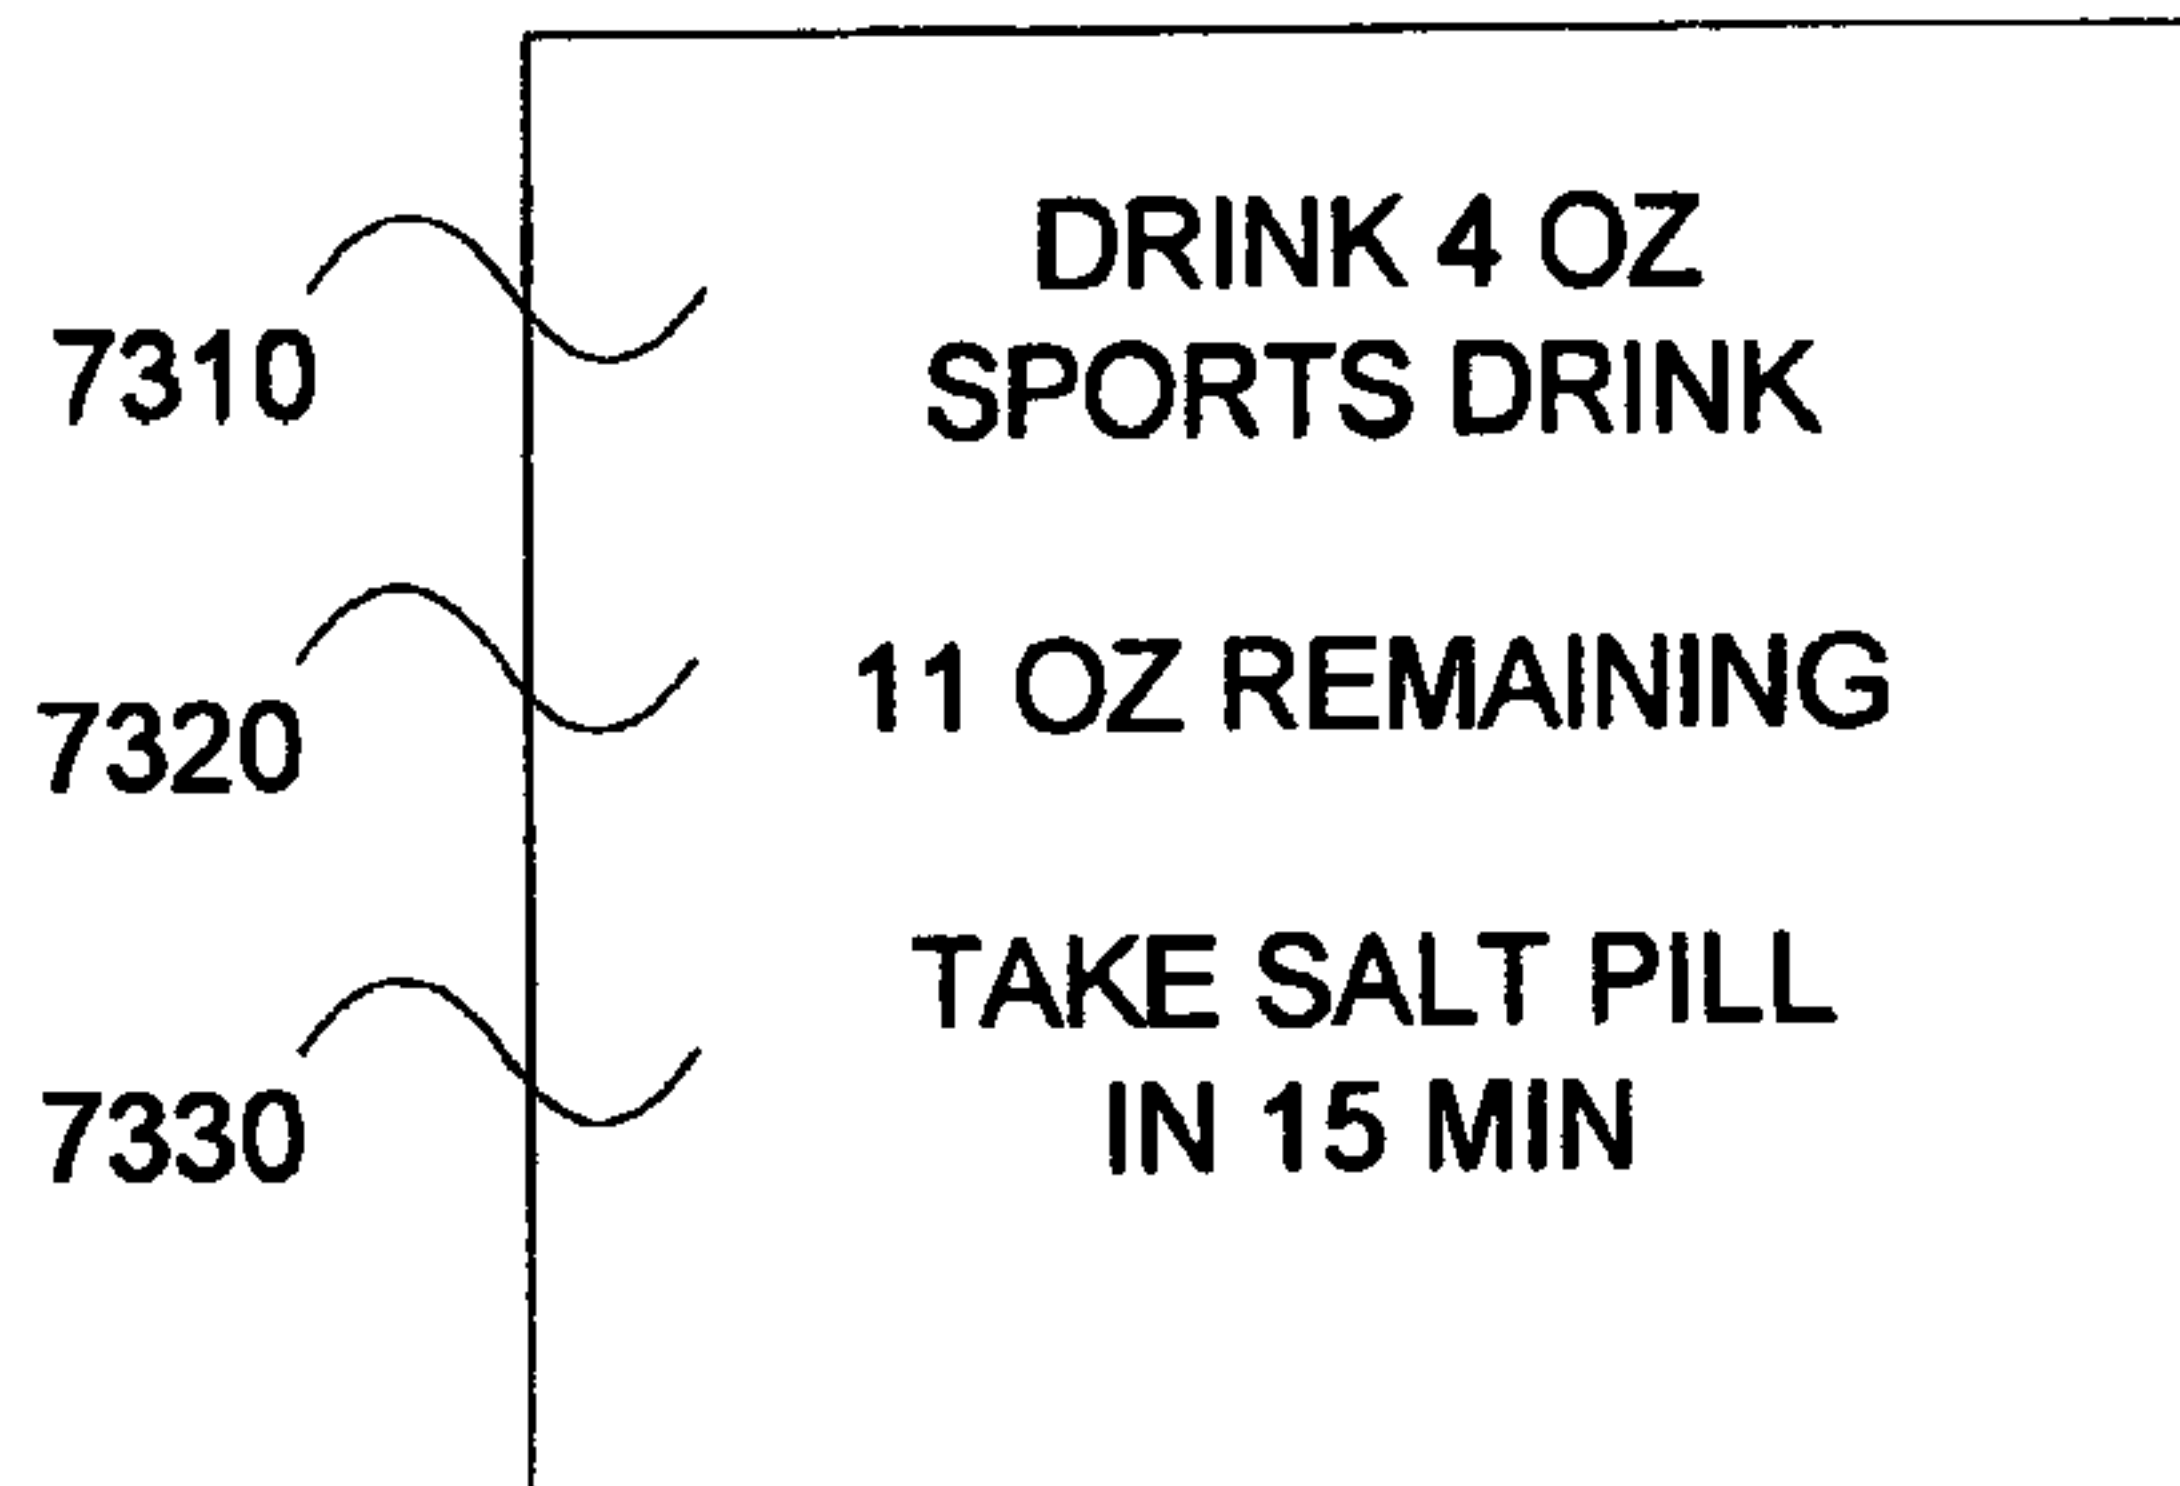 DRINK 4 OZ
SPORTS DRINK
7310
11 OZ REMAINING
7320
TAKE SALT PILL
IN 15 MIN
7330